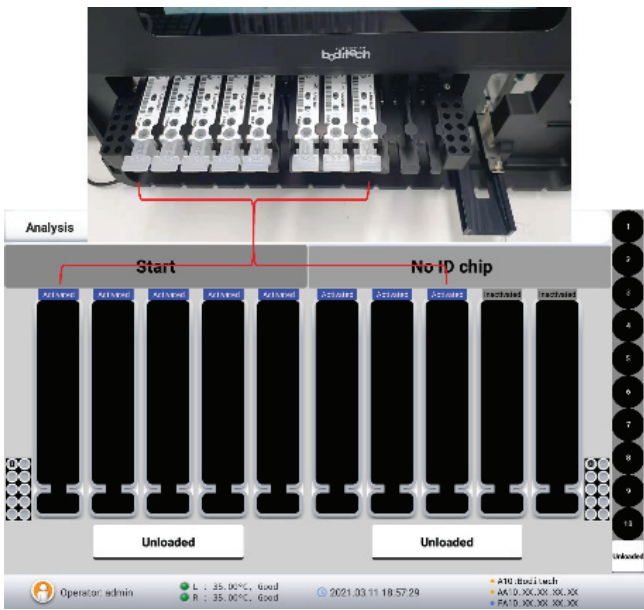 boditech
Analysis
Start
No ID chip
Activated
Activated
Activated
Activated
Activated
Activated
Activated
Activated
Inactivated
Inactivated
1
2
3
4
5
6
7
8
9
10
Unloaded
0
0
Unloaded
Unloaded
Operator: admin
L : 35.00°C, Good
R : 35.00°C, Good
2021.03.11 18:57:29
A10:Boditech
AA10.XX.XX.XX.XX
FA10.XX.XX.XX.XX